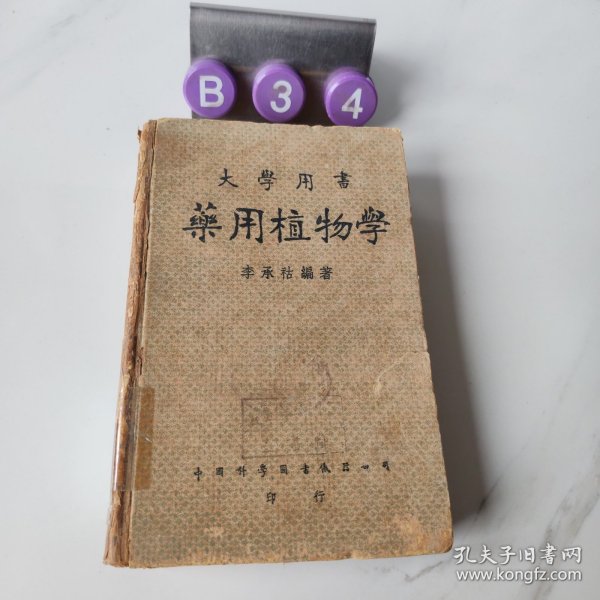 B 3 4
大學用書
藥用植物學
李承祜編著
中國科學圖書儀器公司
印行
孔夫子旧書网
www.kongfz.com